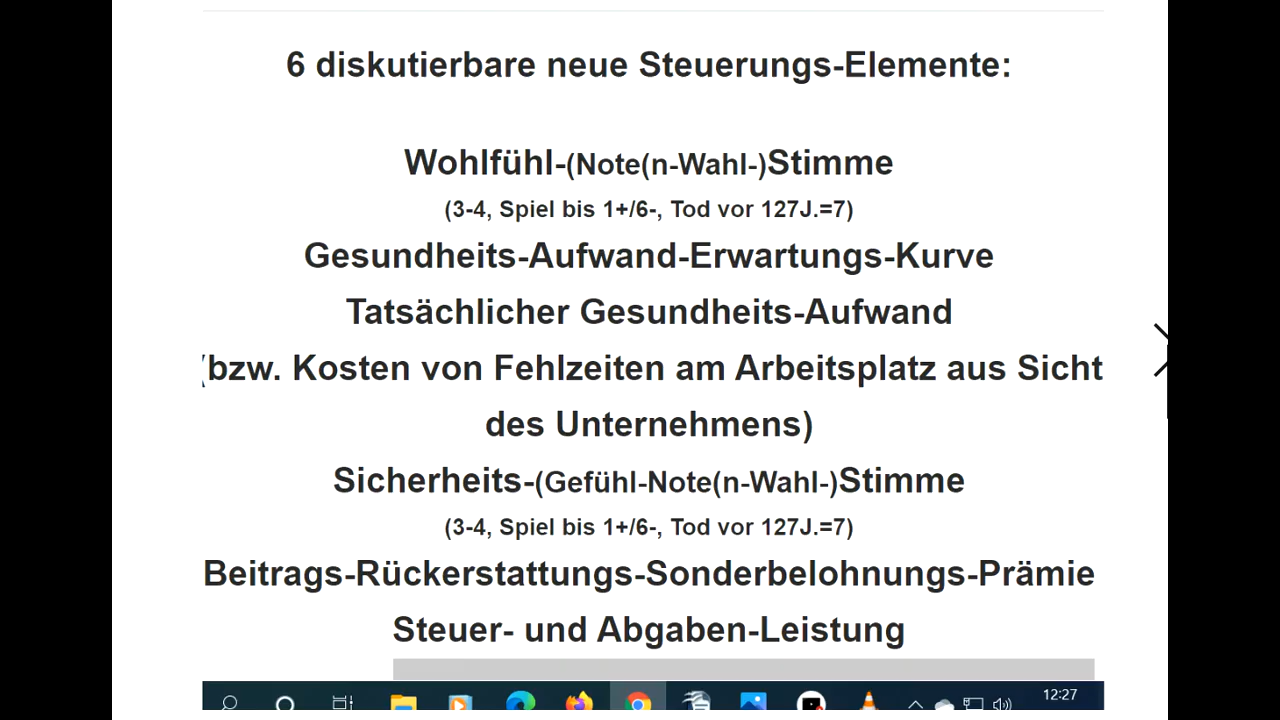 6 diskutierbare neue Steuerungs-Elemente:
Wohlfühl-(Note(n-Wahl-)Stimme
(3-4, Spiel bis 1+/6-, Tod vor 127J.=7)
Gesundheits-Aufwand-Erwartungs-Kurve
Tatsächlicher Gesundheits-Aufwand
(bzw. Kosten von Fehlzeiten am Arbeitsplatz aus Sicht
des Unternehmens)
Sicherheits-(Gefühl-Note(n-Wahl-)Stimme
(3-4, Spiel bis 1+/6-, Tod vor 127J.=7)
Beitrags-Rückerstattungs-Sonderbelohnungs-Prämie
Steuer- und Abgaben-Leistung
12:27